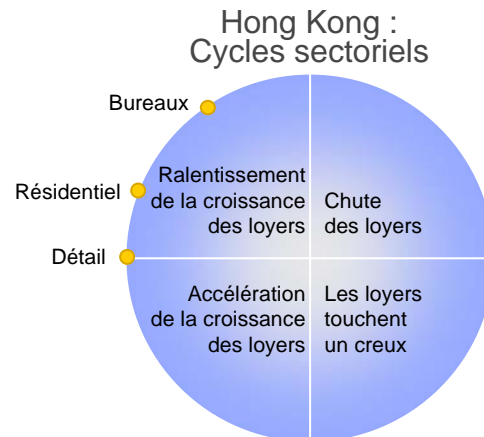 Hong Kong :
Cycles sectoriels
Bureaux
Résidentiel
Détail
Ralentissement
de la croissance
des loyers
Chute
des loyers
Accélération
de la croissance
des loyers
Les loyers
touchent
un creux